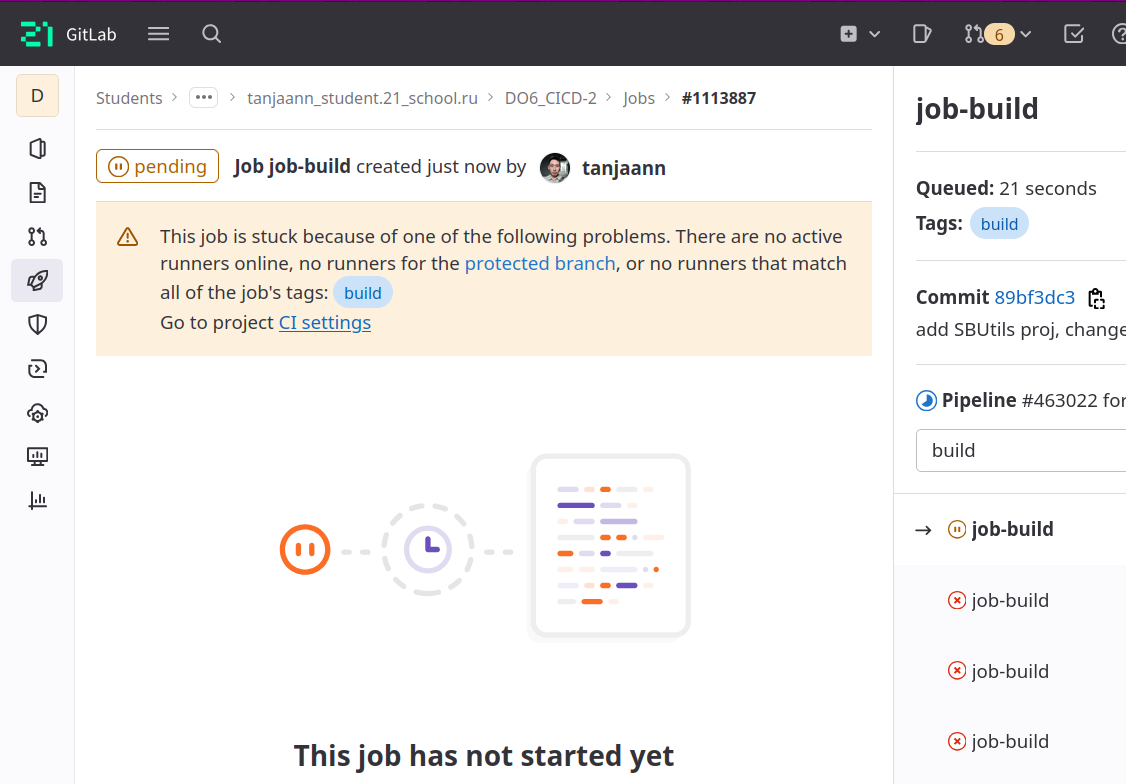 GitLab
6
D
Students > ••• > tanjaann_student.21_school.ru > DO6_CICD-2 > Jobs > #1113887
pending Job job-build created just now by tanjaann
This job is stuck because of one of the following problems. There are no active
runners online, no runners for the protected branch, or no runners that match
all of the job's tags: build
Go to project CI settings
This job has not started yet
job-build
Queued: 21 seconds
Tags: build
Commit 89bf3dc3
add SBUtils proj, change
Pipeline #463022 for
build
→ job-build
job-build
job-build
job-build